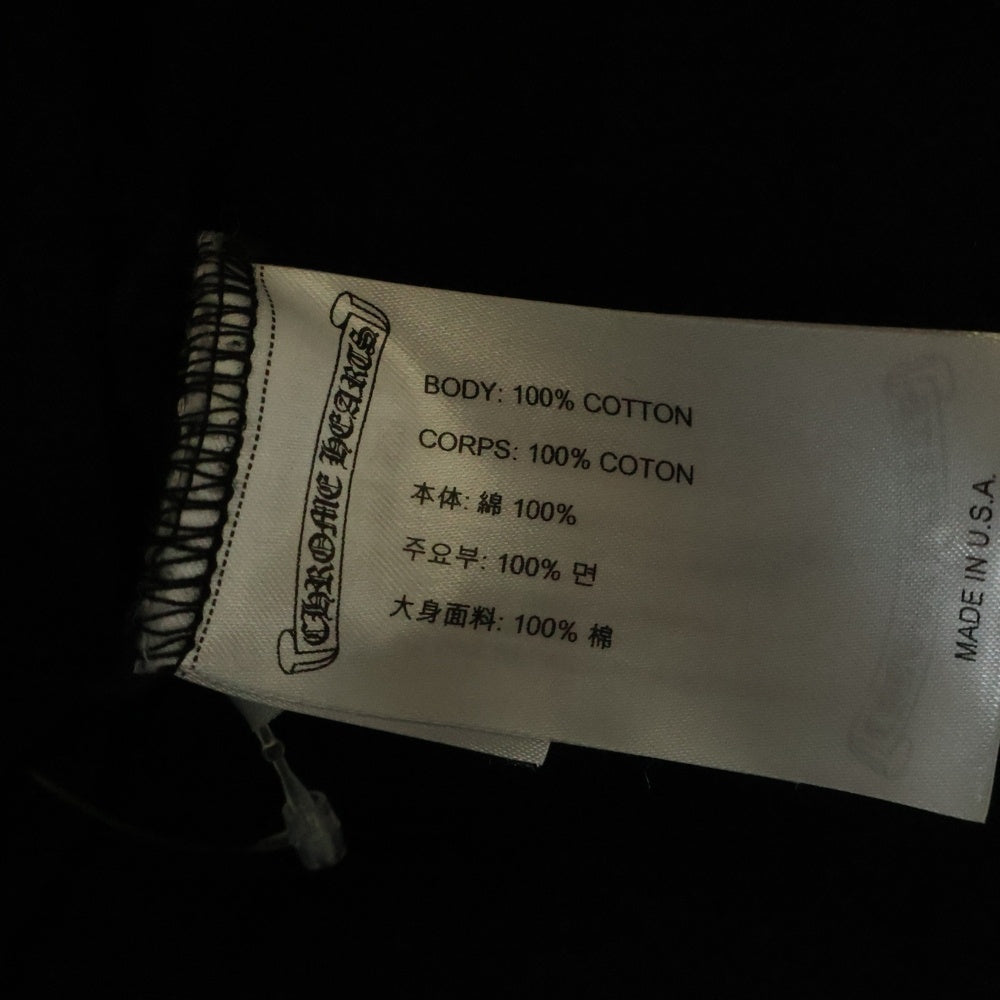 CHROME HEARTS
BODY: 100% COTTON
CORPS: 100% COTON
本体: 綿 100%
주요부: 100% 면
大身面料: 100% 棉
MADE IN U.S.A.